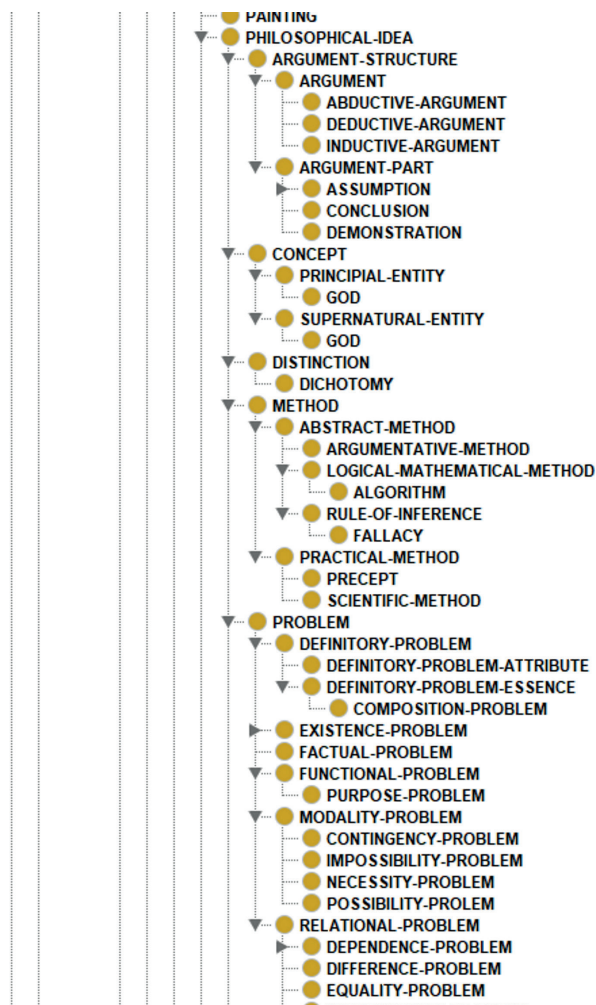 PAINTING
PHILOSOPHICAL-IDEA
ARGUMENT-STRUCTURE
ARGUMENT
ABDUCTIVE-ARGUMENT
DEDUCTIVE-ARGUMENT
INDUCTIVE-ARGUMENT
ARGUMENT-PART
ASSUMPTION
CONCLUSION
DEMONSTRATION
CONCEPT
PRINCIPIAL-ENTITY
GOD
SUPERNATURAL-ENTITY
GOD
DISTINCTION
DICHOTOMY
METHOD
ABSTRACT-METHOD
ARGUMENTATIVE-METHOD
LOGICAL-MATHEMATICAL-METHOD
ALGORITHM
RULE-OF-INFERENCE
FALLACY
PRACTICAL-METHOD
PRECEPT
SCIENTIFIC-METHOD
PROBLEM
DEFINITORY-PROBLEM
DEFINITORY-PROBLEM-ATTRIBUTE
DEFINITORY-PROBLEM-ESSENCE
COMPOSITION-PROBLEM
EXISTENCE-PROBLEM
FACTUAL-PROBLEM
FUNCTIONAL-PROBLEM
PURPOSE-PROBLEM
MODALITY-PROBLEM
CONTINGENCY-PROBLEM
IMPOSSIBILITY-PROBLEM
NECESSITY-PROBLEM
POSSIBILITY-PROLEM
RELATIONAL-PROBLEM
DEPENDENCE-PROBLEM
DIFFERENCE-PROBLEM
EQUALITY-PROBLEM